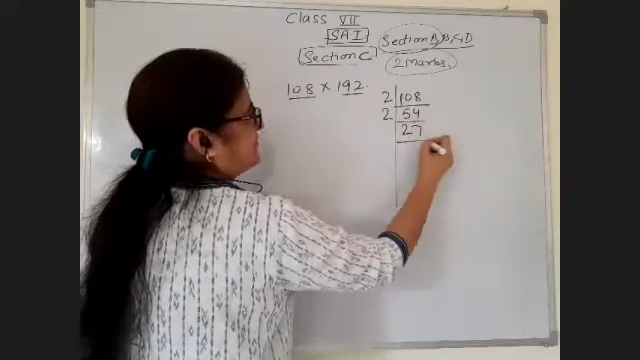 Class VII
SA I
Section A, B, C, D
Section C
2 Marks.
108 × 192.
2 | 108
2 | 54
27